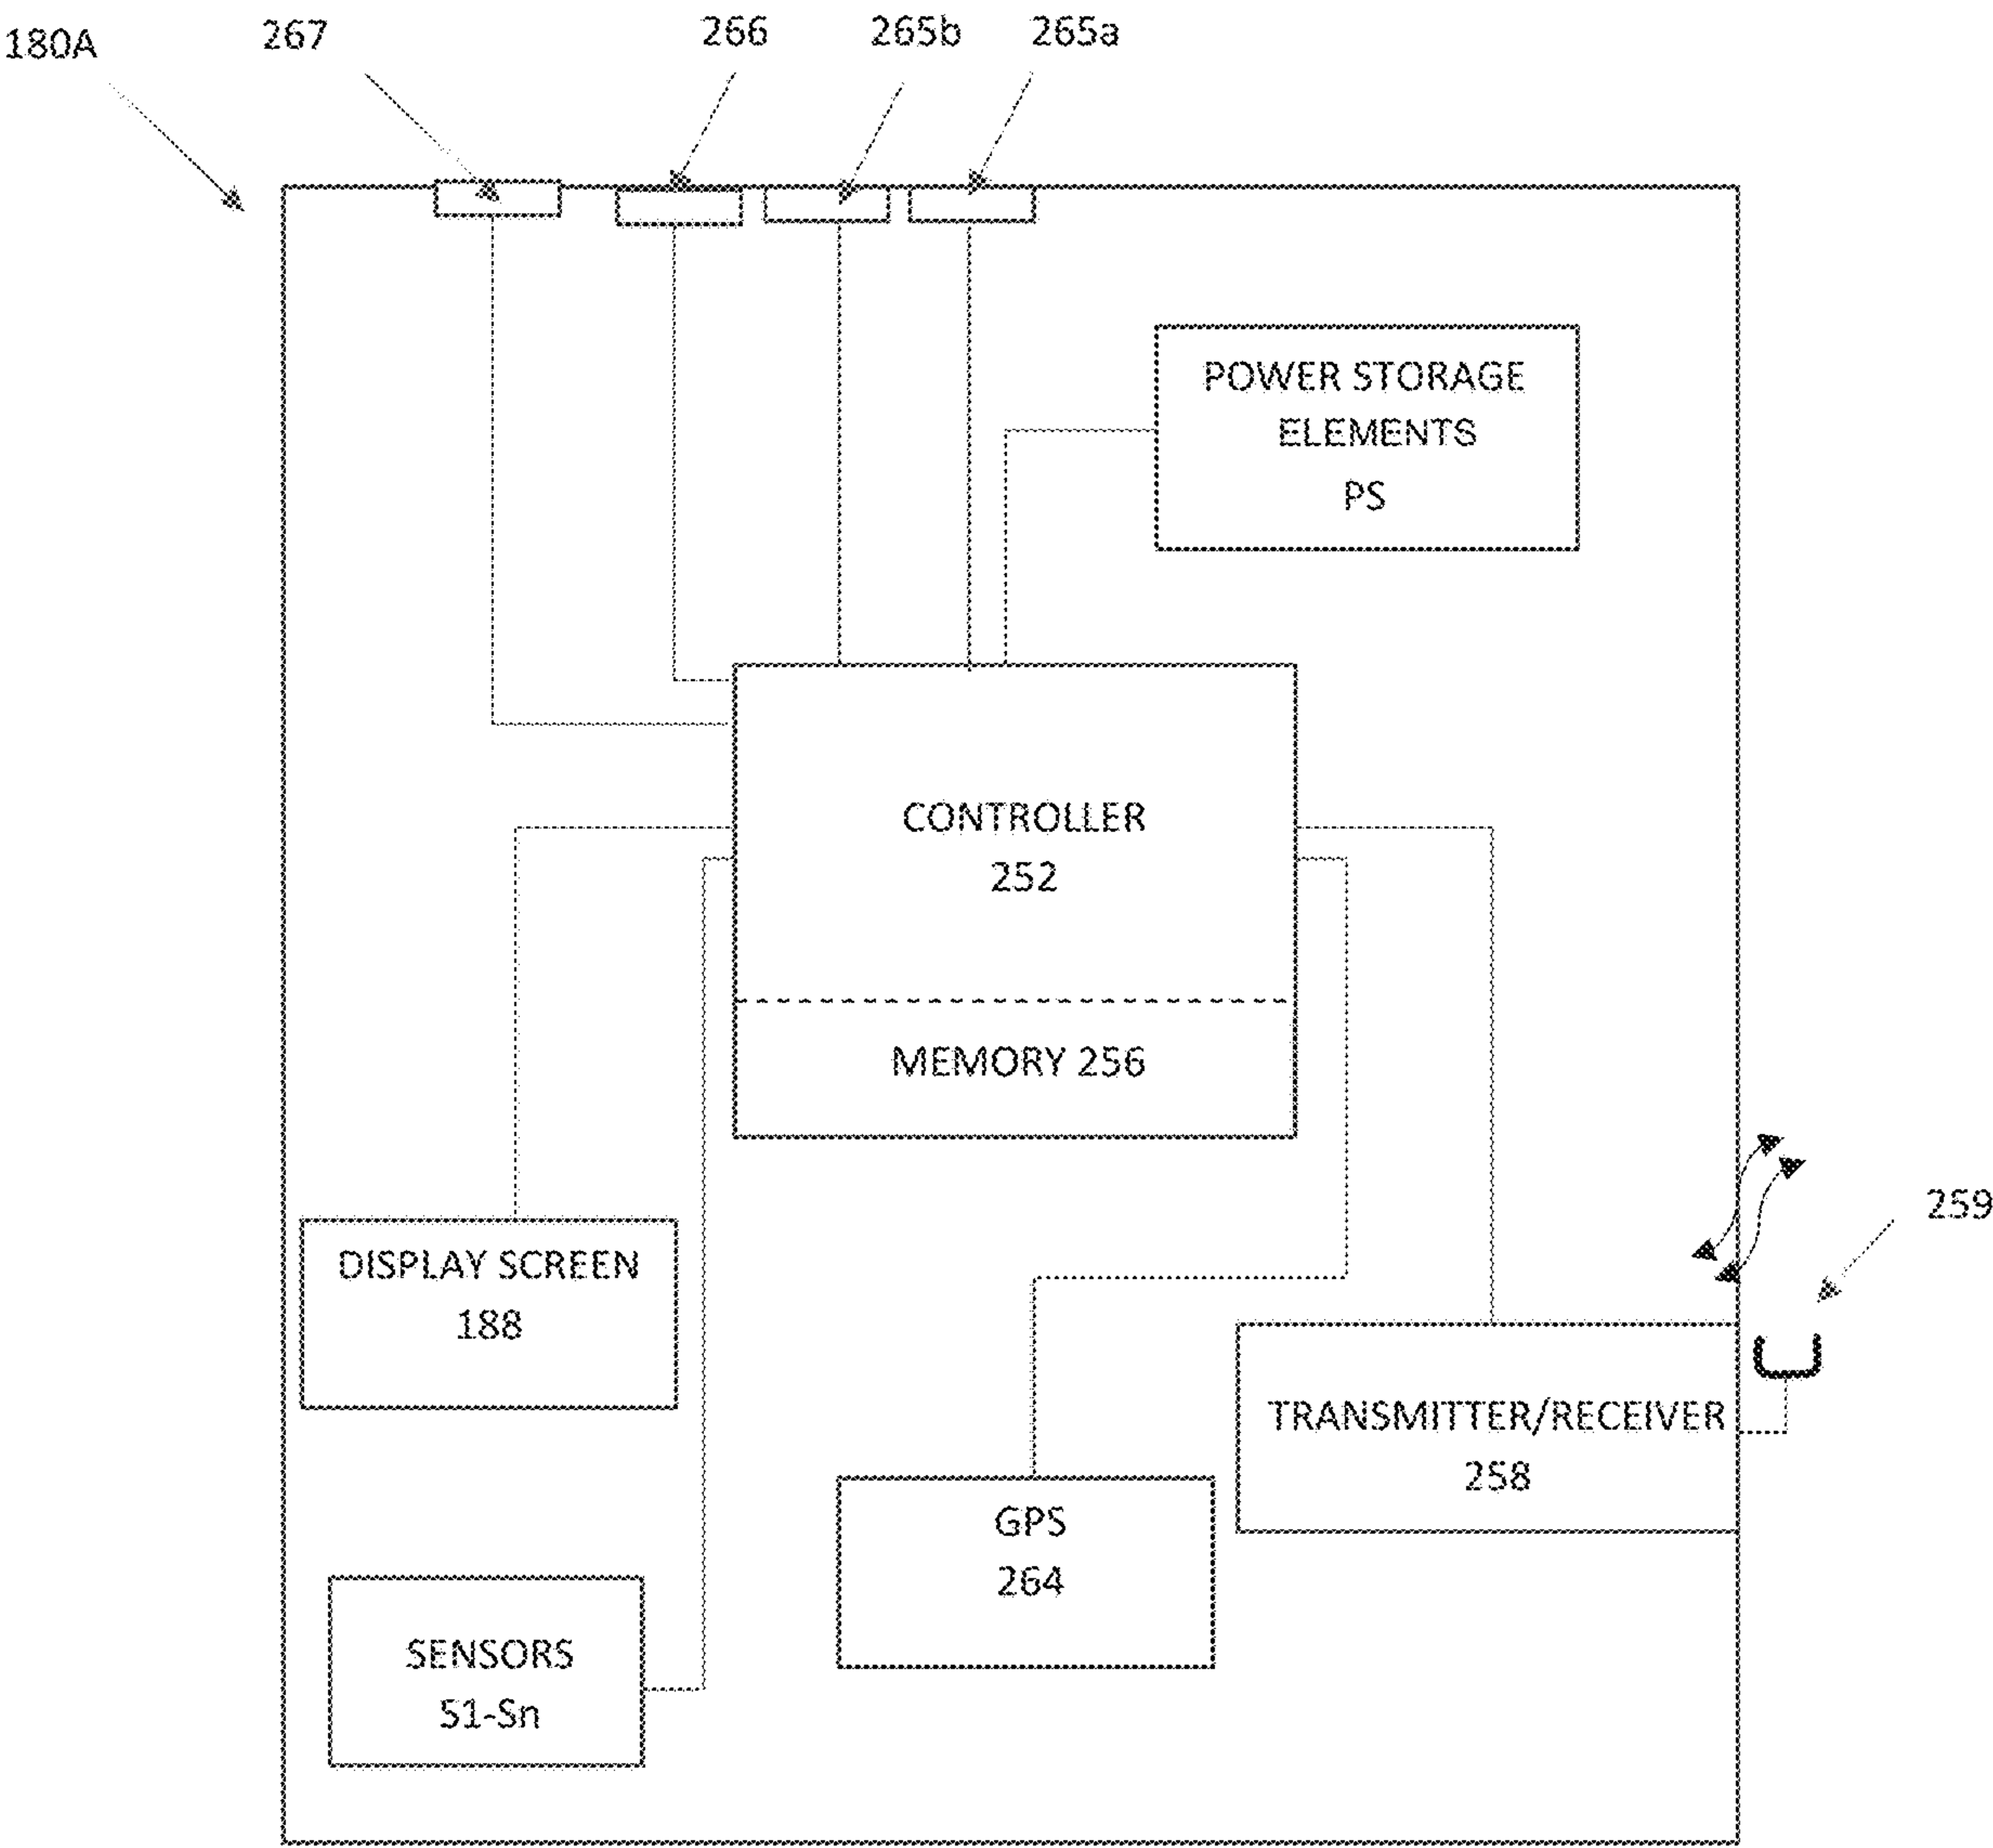 180A
267
266
265b
265a
POWER STORAGE
ELEMENTS
PS
CONTROLLER
252
MEMORY 256
259
DISPLAY SCREEN
188
TRANSMITTER/RECEIVER
258
GPS
264
SENSORS
S1-Sn